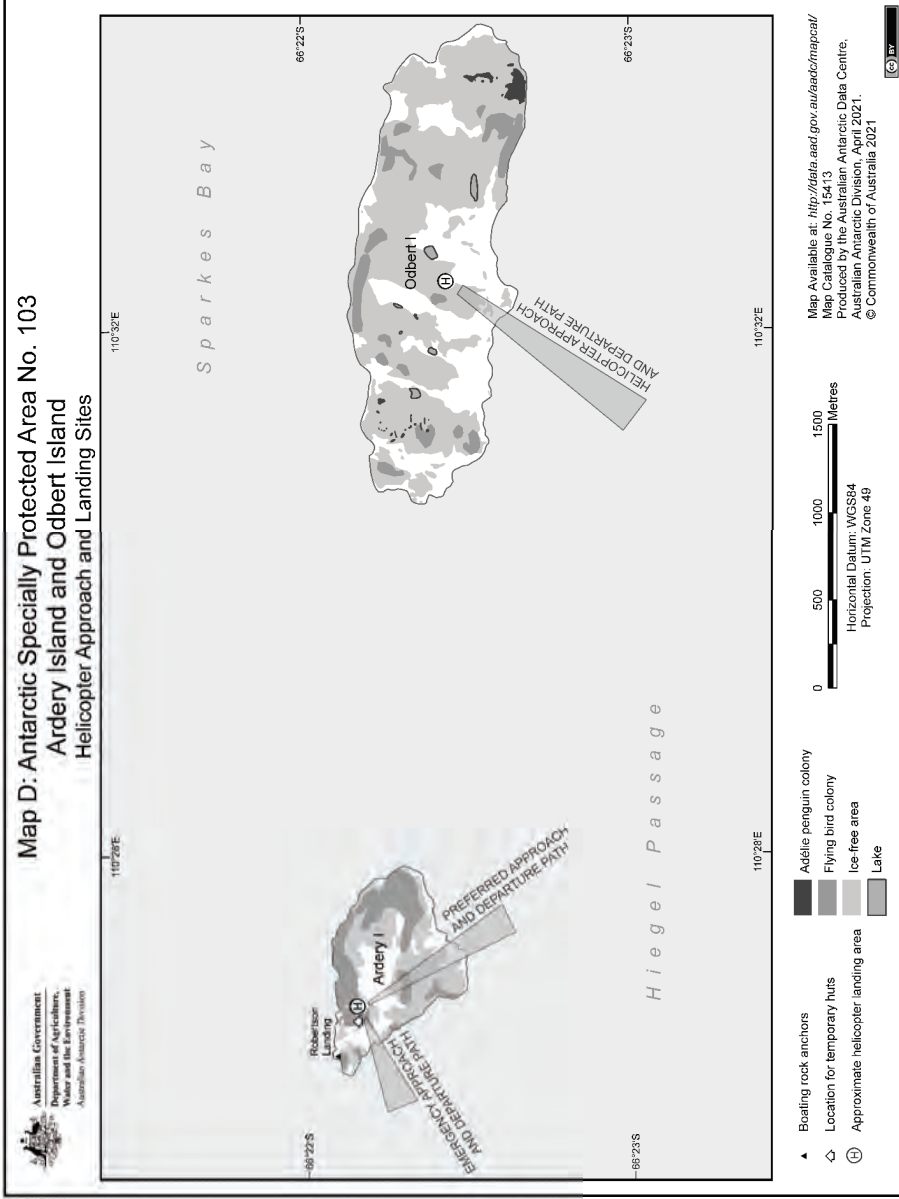 Australian Government
Department of Agriculture,
Water and the Environment
Australian Antarctic Division
Map D: Antarctic Specially Protected Area No. 103
Ardery Island and Odbert Island
Helicopter Approach and Landing Sites
110°28'E
110°32'E
66°22'S
66°22'S
Sparkes Bay
Robertson
Landing
H
Ardery I
EMERGENCY APPROACH
AND DEPARTURE PATH
PREFERRED APPROACH
AND DEPARTURE PATH
Odbert I
H
HELICOPTER APPROACH
AND DEPARTURE PATH
Hiegel Passage
66°23'S
66°23'S
110°28'E
110°32'E
Boating rock anchors
Location for temporary huts
H Approximate helicopter landing area
Adélie penguin colony
Flying bird colony
Ice-free area
Lake
0 500 1000 1500
Metres
Horizontal Datum: WGS84
Projection: UTM Zone 49
Map Available at: http://data.aad.gov.au/aadc/mapcat/
Map Catalogue No. 15413
Produced by the Australian Antarctic Data Centre,
Australian Antarctic Division, April 2021.
© Commonwealth of Australia 2021
cc BY